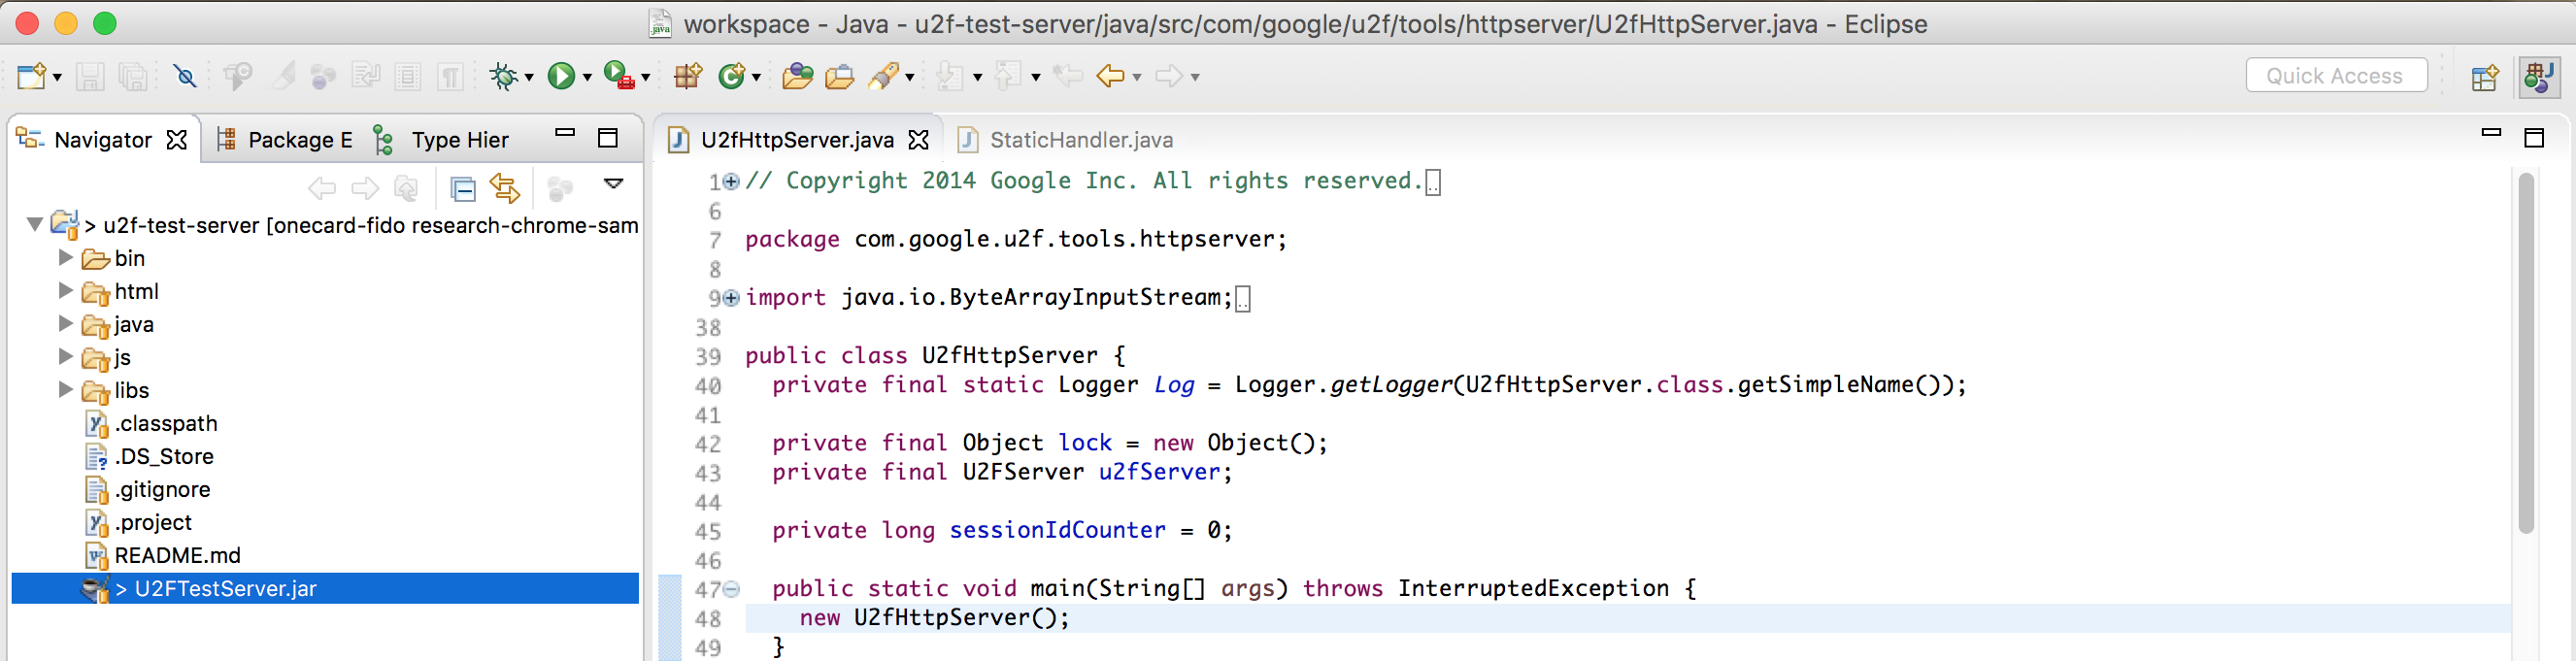 workspace - Java - u2f-test-server/java/src/com/google/u2f/tools/httpserver/U2fHttpServer.java - Eclipse
Quick Access
Navigator Package E Type Hier
> u2f-test-server [onecard-fido research-chrome-sam
bin
html
java
js
libs
.classpath
.DS_Store
.gitignore
.project
README.md
> U2FTestServer.jar
U2fHttpServer.java StaticHandler.java
1 // Copyright 2014 Google Inc. All rights reserved.
6
7 package com.google.u2f.tools.httpserver;
8
9 import java.io.ByteArrayInputStream;
38
39 public class U2fHttpServer {
40 private final static Logger Log = Logger.getLogger(U2fHttpServer.class.getSimpleName());
41
42 private final Object lock = new Object();
43 private final U2FServer u2fServer;
44
45 private long sessionIdCounter = 0;
46
47 public static void main(String[] args) throws InterruptedException {
48 new U2fHttpServer();
49 }